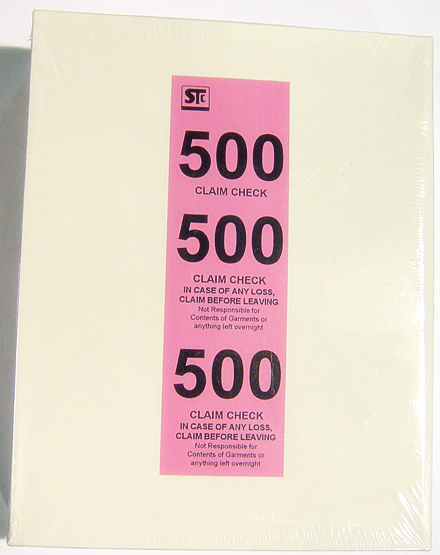 STC
500
CLAIM CHECK
500
CLAIM CHECK
IN CASE OF ANY LOSS,
CLAIM BEFORE LEAVING
Not Responsible for
Contents of Garments or
anything left overnight
500
CLAIM CHECK
IN CASE OF ANY LOSS,
CLAIM BEFORE LEAVING
Not Responsible for
Contents of Garments or
anything left overnight